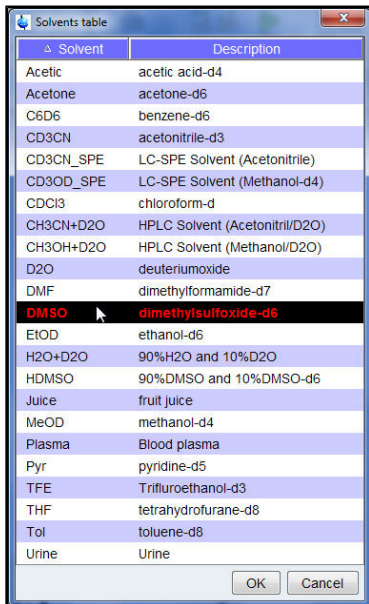 Solvents table
Solvent Description
Acetic acetic acid-d4
Acetone acetone-d6
C6D6 benzene-d6
CD3CN acetonitrile-d3
CD3CN_SPE LC-SPE Solvent (Acetonitrile)
CD3OD_SPE LC-SPE Solvent (Methanol-d4)
CDCl3 chloroform-d
CH3CN+D2O HPLC Solvent (Acetonitril/D2O)
CH3OH+D2O HPLC Solvent (Methanol/D2O)
D2O deuteriumoxide
DMF dimethylformamide-d7
DMSO dimethylsulfoxide-d6
EtOD ethanol-d6
H2O+D2O 90%H2O and 10%D2O
HDMSO 90%DMSO and 10%DMSO-d6
Juice fruit juice
MeOD methanol-d4
Plasma Blood plasma
Pyr pyridine-d5
TFE Trifluroethanol-d3
THF tetrahydrofurane-d8
Tol toluene-d8
Urine Urine
OK Cancel